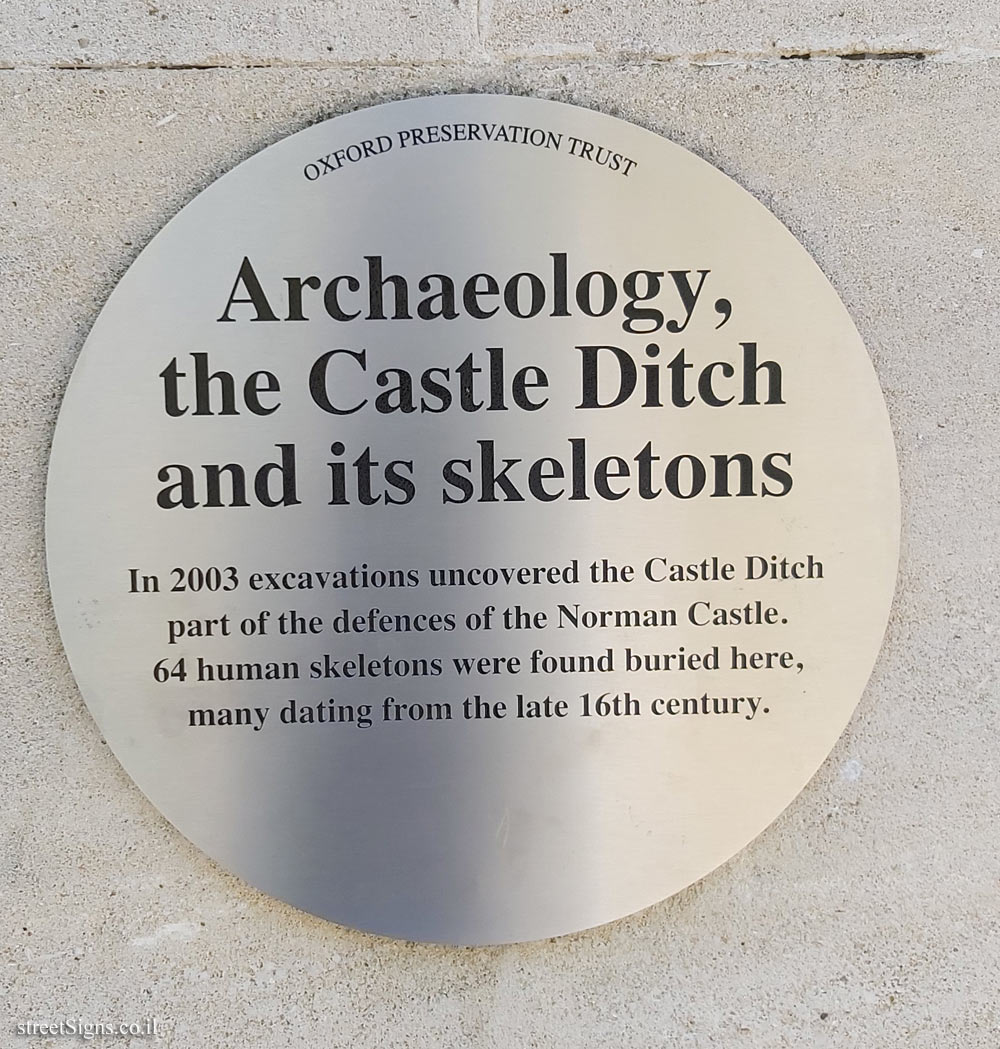 OXFORD PRESERVATION TRUST
Archaeology,
the Castle Ditch
and its skeletons
In 2003 excavations uncovered the Castle Ditch
part of the defences of the Norman Castle.
64 human skeletons were found buried here,
many dating from the late 16th century.
streetSigns.co.il